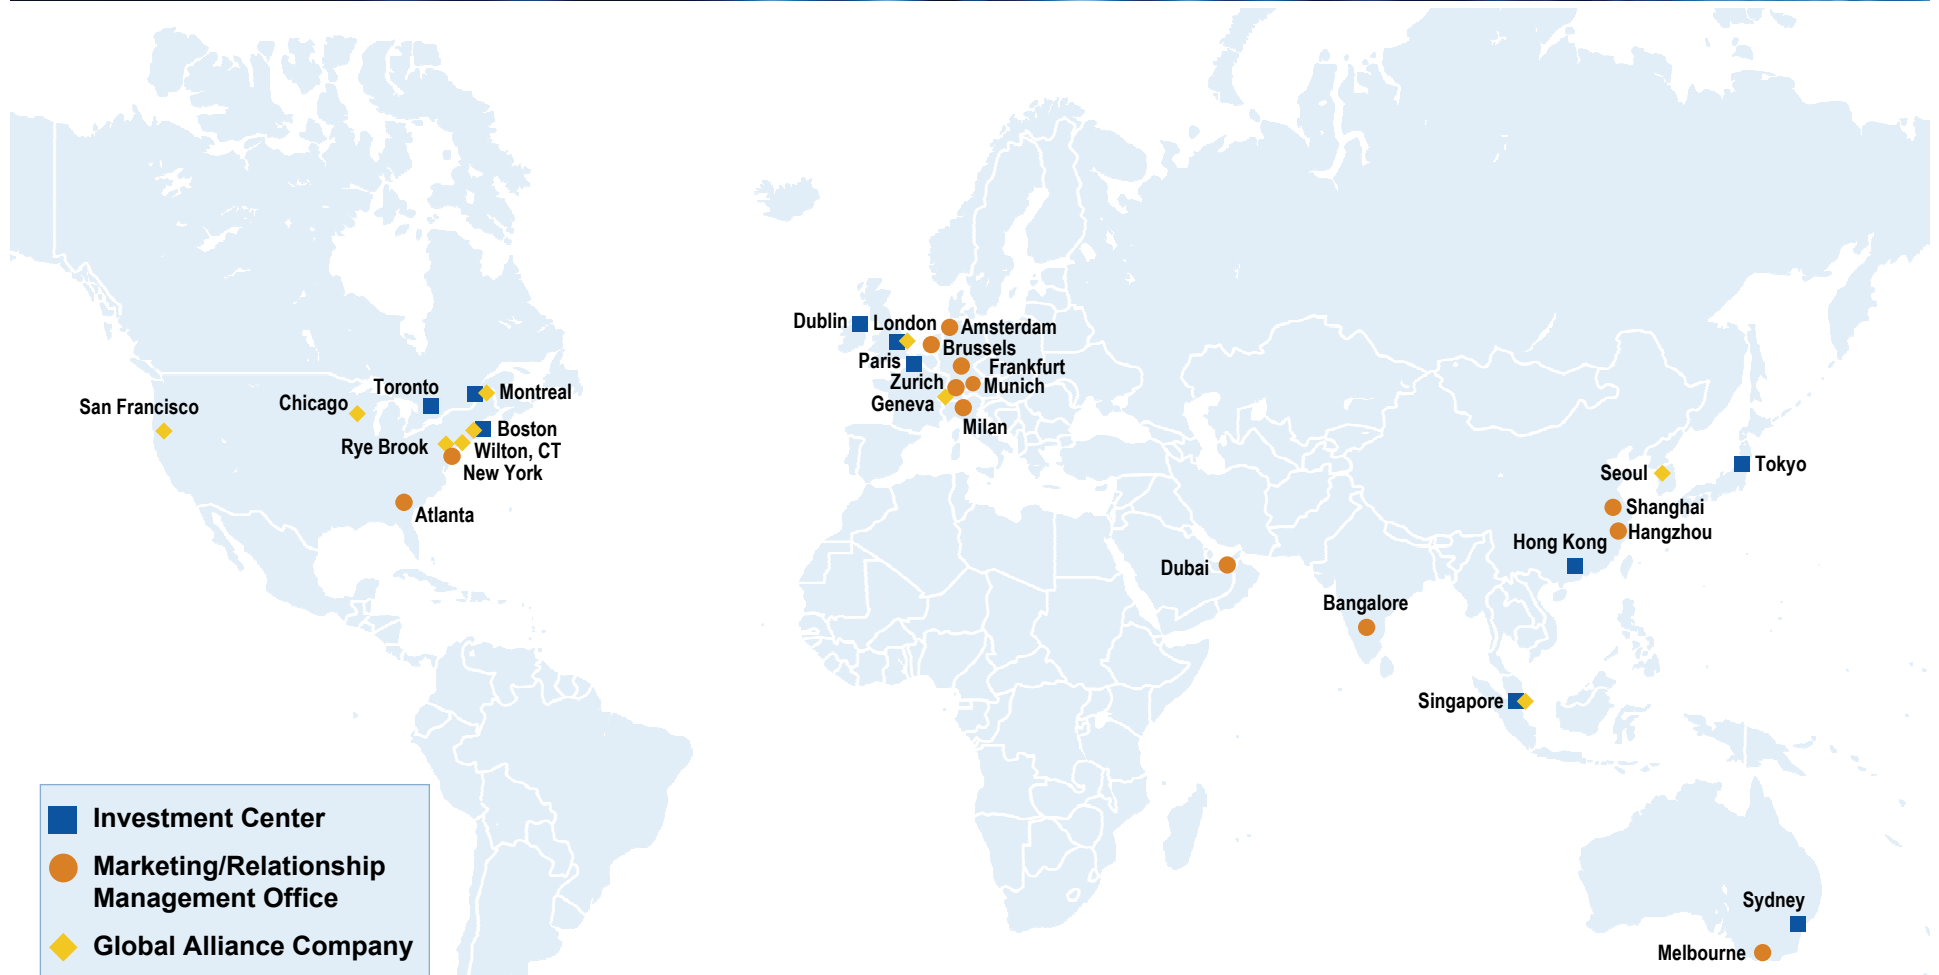 Dublin
London
Amsterdam
Brussels
Paris
Frankfurt
Zurich
Munich
Geneva
Milan
San Francisco
Chicago
Toronto
Montreal
Boston
Rye Brook
Wilton, CT
New York
Atlanta
Tokyo
Seoul
Shanghai
Hangzhou
Hong Kong
Dubai
Bangalore
Singapore
Sydney
Melbourne
Investment Center
Marketing/Relationship
Management Office
Global Alliance Company